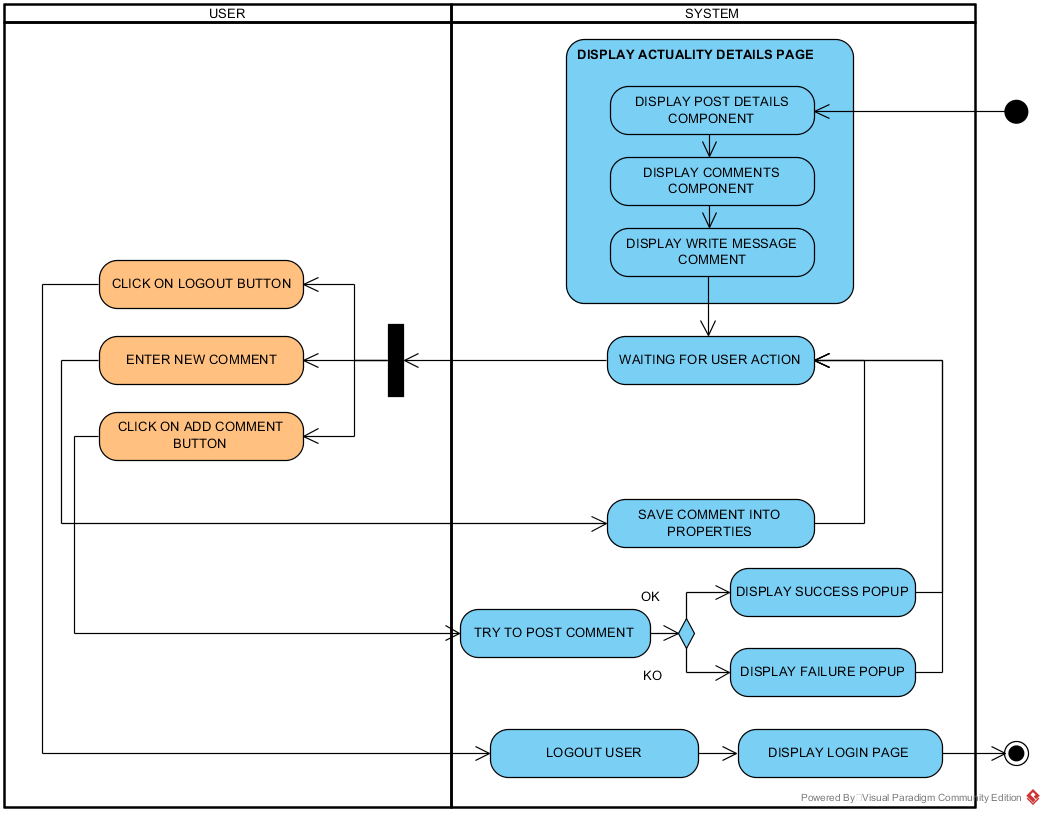 USER
SYSTEM
DISPLAY ACTUALITY DETAILS PAGE
DISPLAY POST DETAILS
COMPONENT
DISPLAY COMMENTS
COMPONENT
DISPLAY WRITE MESSAGE
COMMENT
CLICK ON LOGOUT BUTTON
ENTER NEW COMMENT
WAITING FOR USER ACTION
CLICK ON ADD COMMENT
BUTTON
SAVE COMMENT INTO
PROPERTIES
OK
DISPLAY SUCCESS POPUP
TRY TO POST COMMENT
KO
DISPLAY FAILURE POPUP
LOGOUT USER
DISPLAY LOGIN PAGE
Powered By Visual Paradigm Community Edition